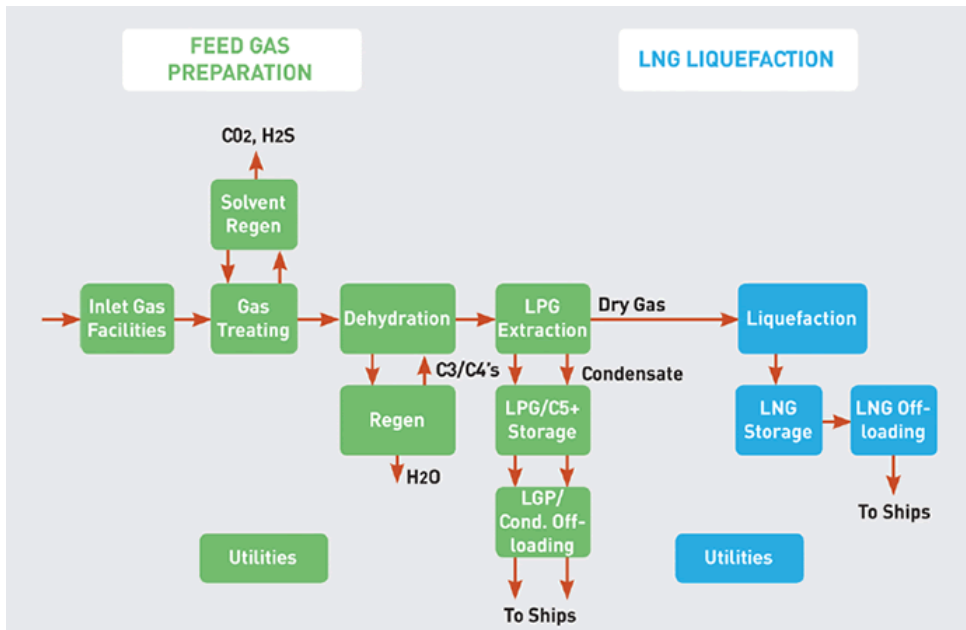 FEED GAS
PREPARATION
LNG LIQUEFACTION
CO2, H2S
Solvent
Regen
Inlet Gas
Facilities
Gas
Treating
Dehydration
LPG
Extraction
Dry Gas
Liquefaction
C3/C4's
Condensate
Regen
LPG/C5+
Storage
LNG
Storage
LNG Off-
loading
H2O
LGP/
Cond. Off-
loading
To Ships
Utilities
Utilities
To Ships